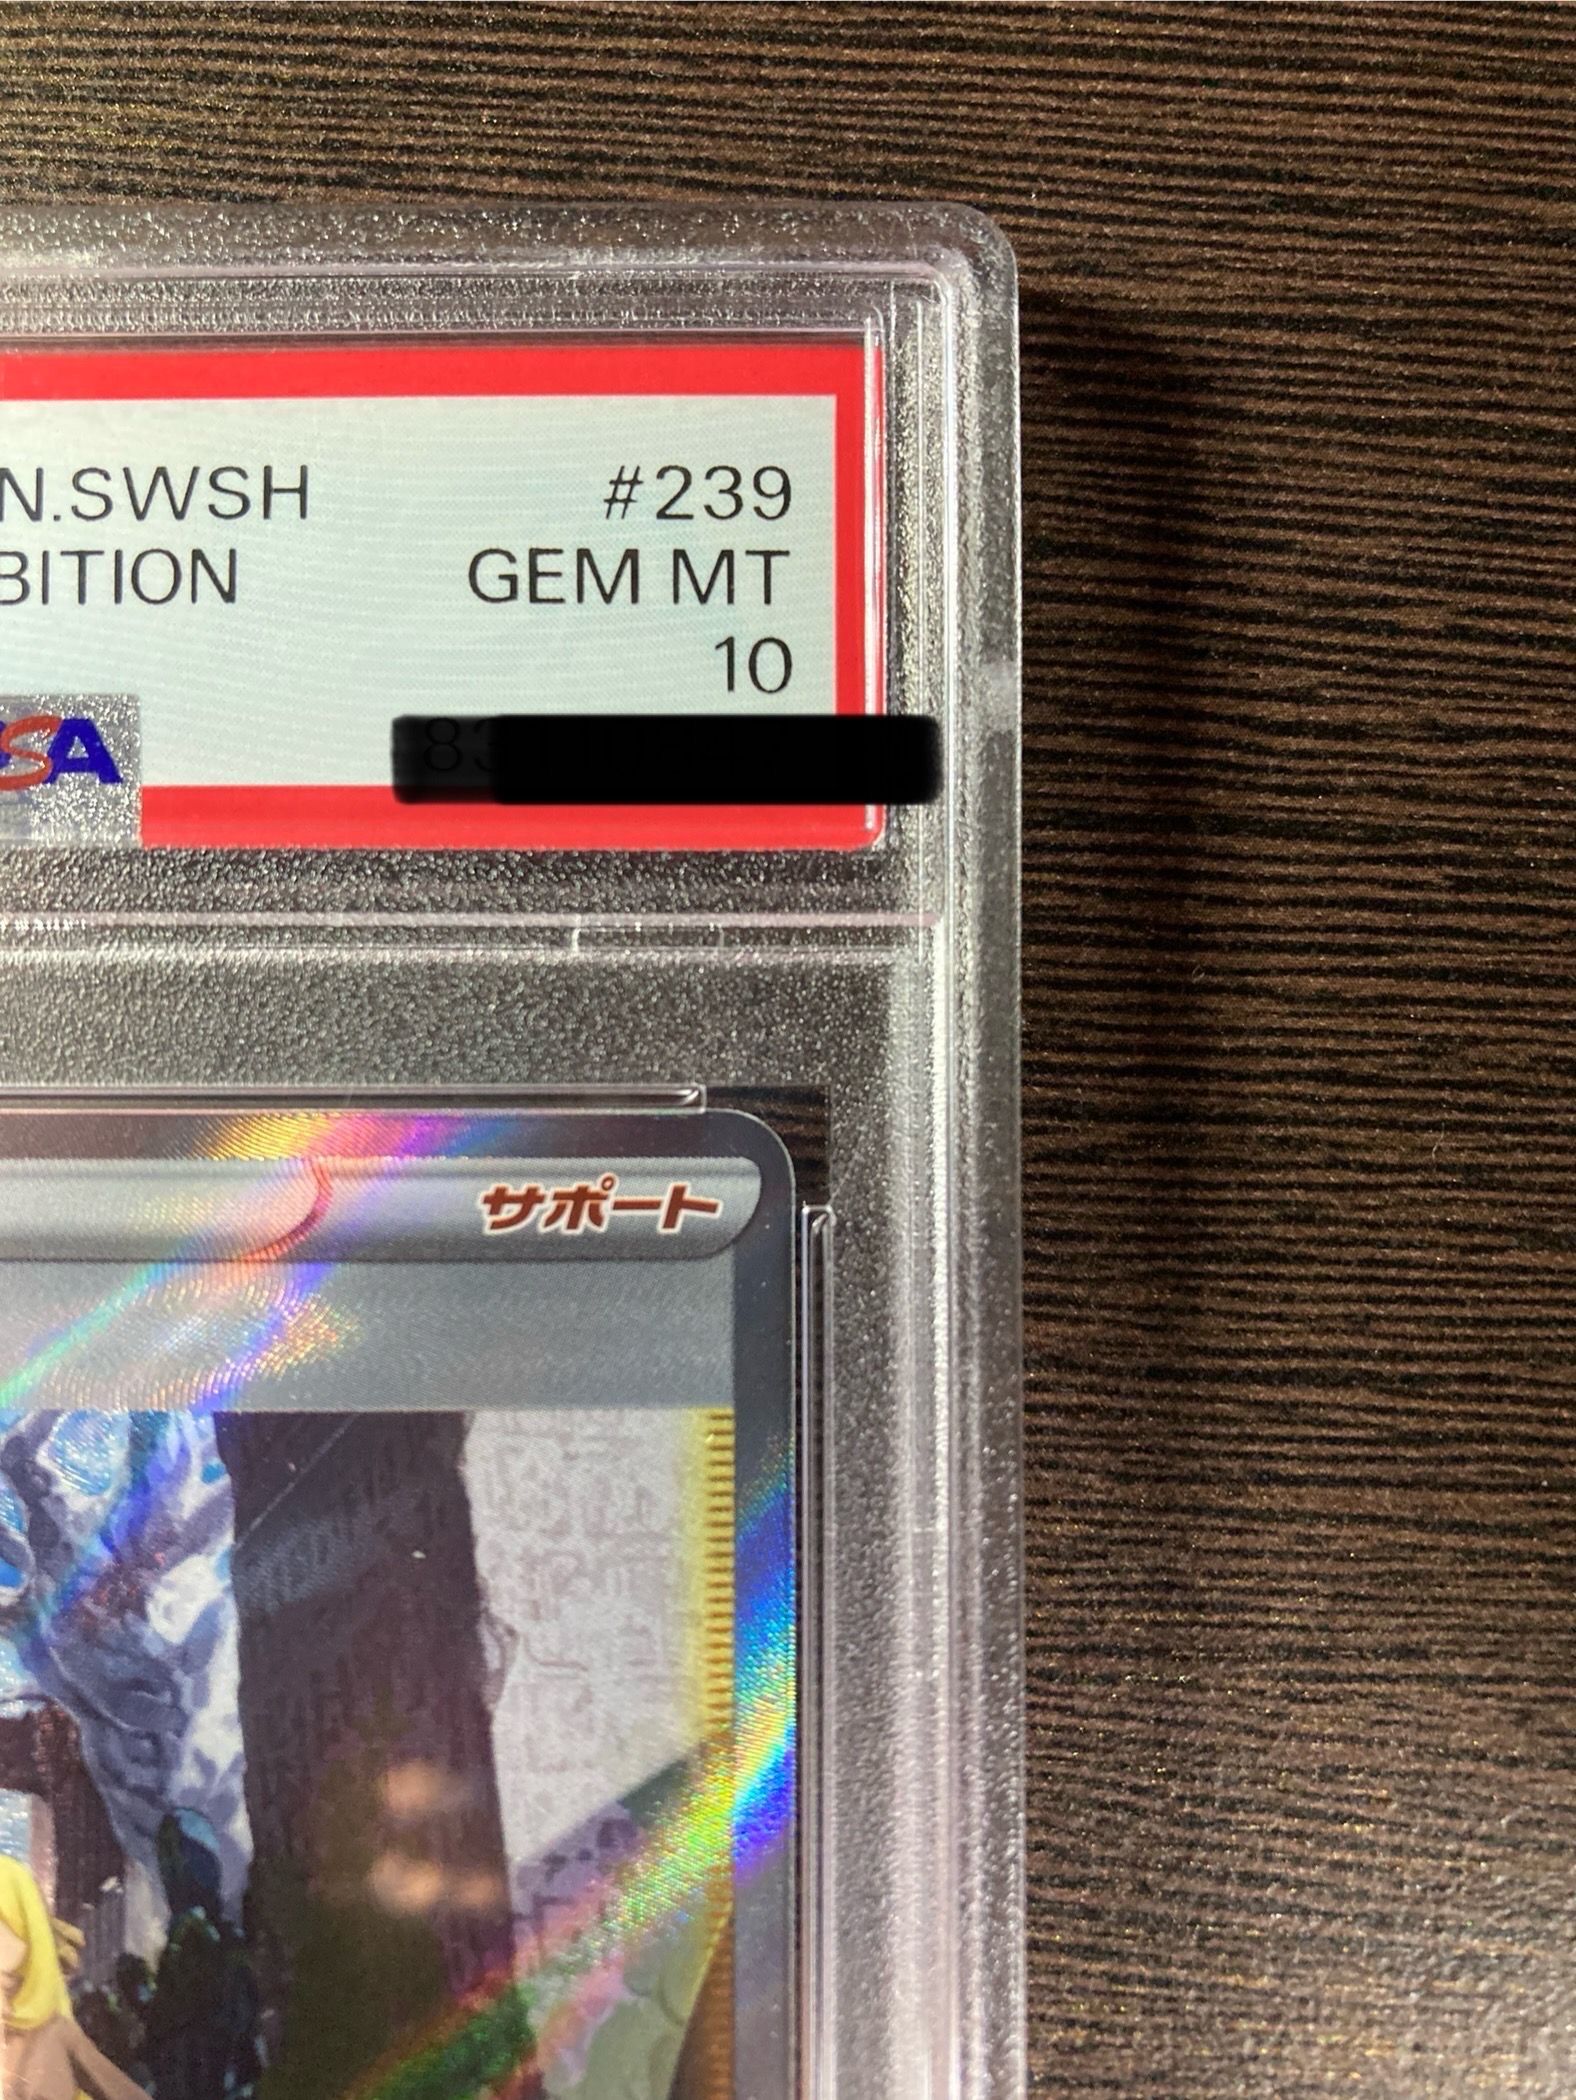 N.SWSH #239
BITION GEM MT
10
SA
サポート